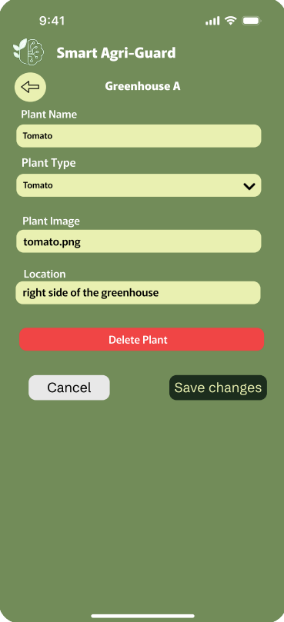 9:41
Smart Agri-Guard
Greenhouse A
Plant Name
Tomato
Plant Type
Tomato
Plant Image
tomato.png
Location
right side of the greenhouse
Delete Plant
Cancel
Save changes